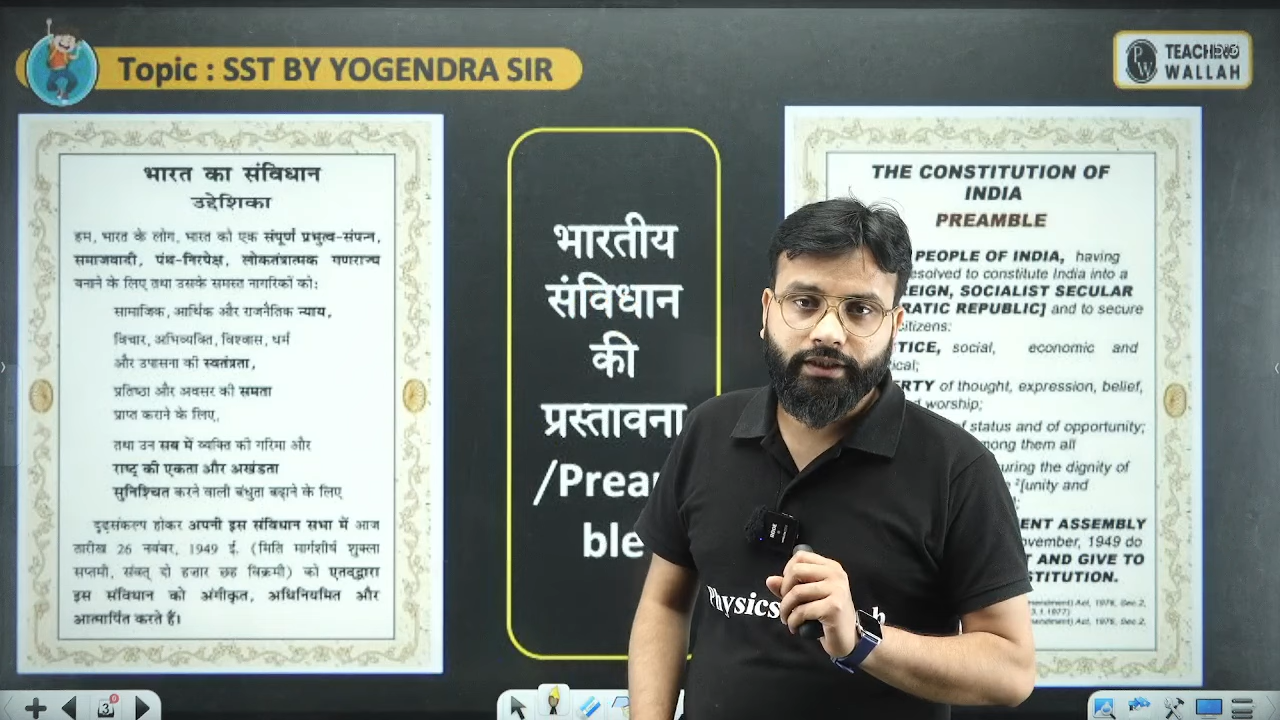 Topic : SST BY YOGENDRA SIR
TEACHING
WALLAH
PW
भारत का संविधान
उद्देशिका
हम, भारत के लोग, भारत को एक संपूर्ण प्रभुत्व-संपन्न,
समाजवादी, पंथ-निरपेक्ष, लोकतंत्रात्मक गणराज्य
बनाने के लिए तथा उसके समस्त नागरिकों को:
सामाजिक, आर्थिक और राजनैतिक न्याय,
विचार, अभिव्यक्ति, विश्वास, धर्म
और उपासना की स्वतंत्रता,
प्रतिष्ठा और अवसर की समता
प्राप्त कराने के लिए,
तथा उन सब में व्यक्ति की गरिमा और
राष्ट्र की एकता और अखंडता
सुनिश्चित करने वाली बंधुता बढ़ाने के लिए
दृढ़संकल्प होकर अपनी इस संविधान सभा में आज
तारीख 26 नवंबर, 1949 ई. (मिति मार्गशीर्ष शुक्ला
सप्तमी, संवत् दो हजार छह विक्रमी) को एतद्द्वारा
इस संविधान को अंगीकृत, अधिनियमित और
आत्मार्पित करते हैं।
भारतीय
संविधान
की
प्रस्तावना
/Prea
ble
THE CONSTITUTION OF
INDIA
PREAMBLE
PEOPLE OF INDIA, having
esolved to constitute India into a
EIGN, SOCIALIST SECULAR
RATIC REPUBLIC] and to secure
citizens:
TICE, social, economic and
ical;
ERTY of thought, expression, belief,
d worship;
of status and of opportunity;
mong them all
uring the dignity of
2[unity and
ENT ASSEMBLY
ovember, 1949 do
T AND GIVE TO
STITUTION.
Physics
3